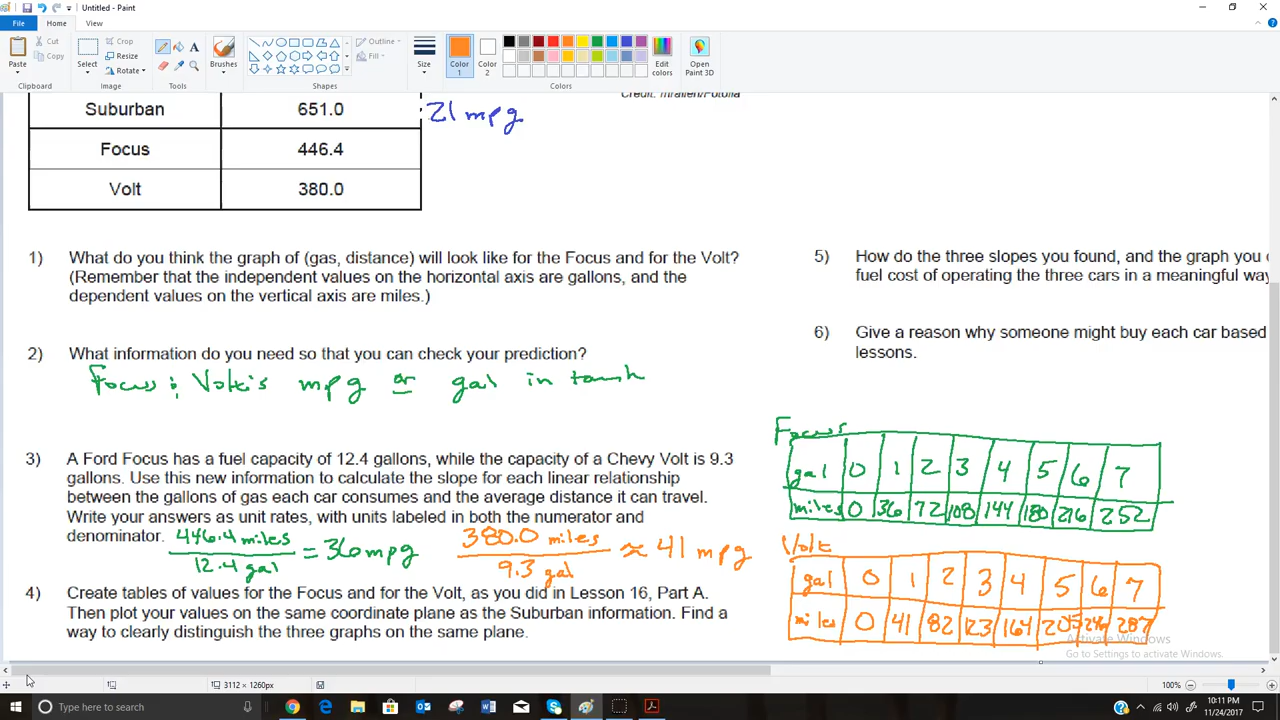 Untitled - Paint
File Home View
Paste Cut Copy Clipboard
Select Crop Resize Rotate Image
Tools
Brushes
Outline Fill Shapes
Size
Color 1 Color 2 Edit colors Colors
Open Paint 3D
Credit: mrallen/Fotolia
Suburban 651.0 21 mpg
Focus 446.4
Volt 380.0
1) What do you think the graph of (gas, distance) will look like for the Focus and for the Volt?
(Remember that the independent values on the horizontal axis are gallons, and the
dependent values on the vertical axis are miles.)
2) What information do you need so that you can check your prediction?
Focus & Volt's mpg or gal in tank
3) A Ford Focus has a fuel capacity of 12.4 gallons, while the capacity of a Chevy Volt is 9.3
gallons. Use this new information to calculate the slope for each linear relationship
between the gallons of gas each car consumes and the average distance it can travel.
Write your answers as unit rates, with units labeled in both the numerator and
denominator.
446.4 miles
12.4 gal
= 36 mpg
380.0 miles
9.3 gal
≈ 41 mpg
4) Create tables of values for the Focus and for the Volt, as you did in Lesson 16, Part A.
Then plot your values on the same coordinate plane as the Suburban information. Find a
way to clearly distinguish the three graphs on the same plane.
5) How do the three slopes you found, and the graph you
fuel cost of operating the three cars in a meaningful way
6) Give a reason why someone might buy each car based
lessons.
Focus
gal 0 1 2 3 4 5 6 7
miles 0 36 72 108 144 180 216 252
Volt
gal 0 1 2 3 4 5 6 7
miles 0 41 82 123 164 205 246 287
Activate Windows
Go to Settings to activate Windows.
3112 × 1260px
100%
Type here to search
10:11 PM
11/24/2017